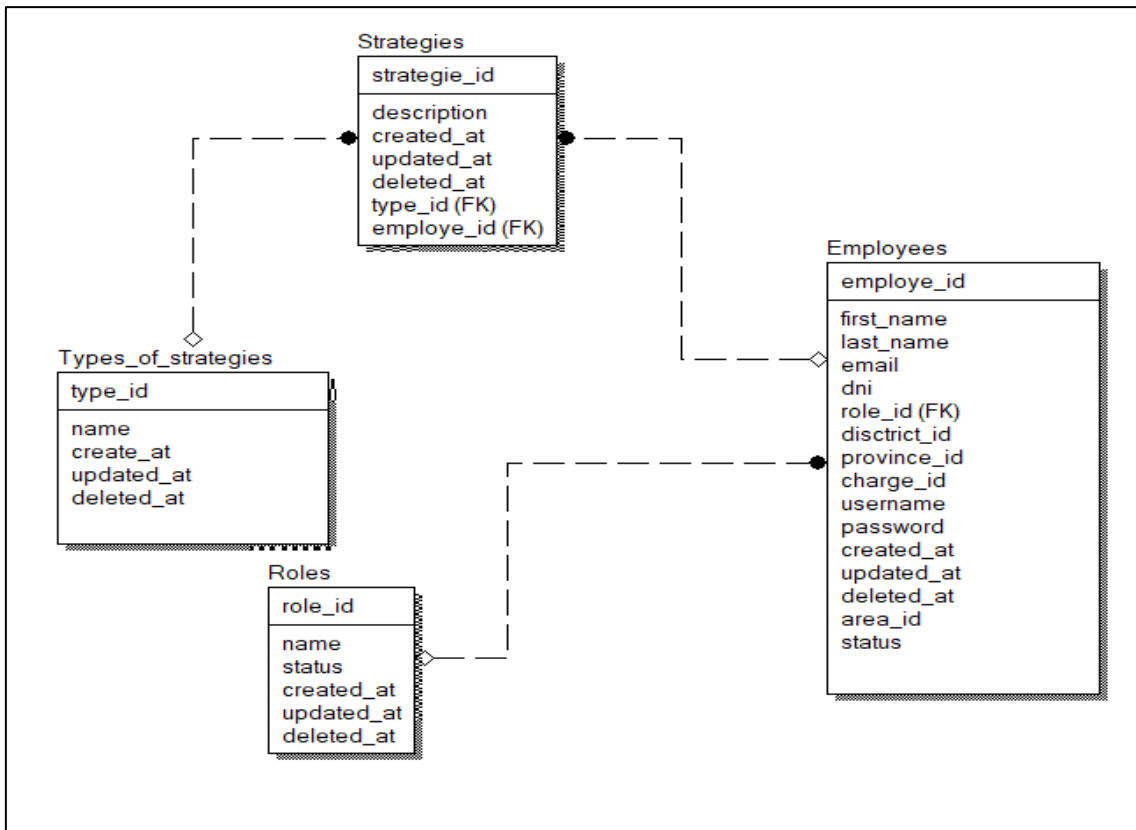 Strategies
strategie_id
description
created_at
updated_at
deleted_at
type_id (FK)
employe_id (FK)
Employees
employe_id
first_name
last_name
email
dni
role_id (FK)
disctrict_id
province_id
charge_id
username
password
created_at
updated_at
deleted_at
area_id
status
Types_of_strategies
type_id
name
create_at
updated_at
deleted_at
Roles
role_id
name
status
created_at
updated_at
deleted_at